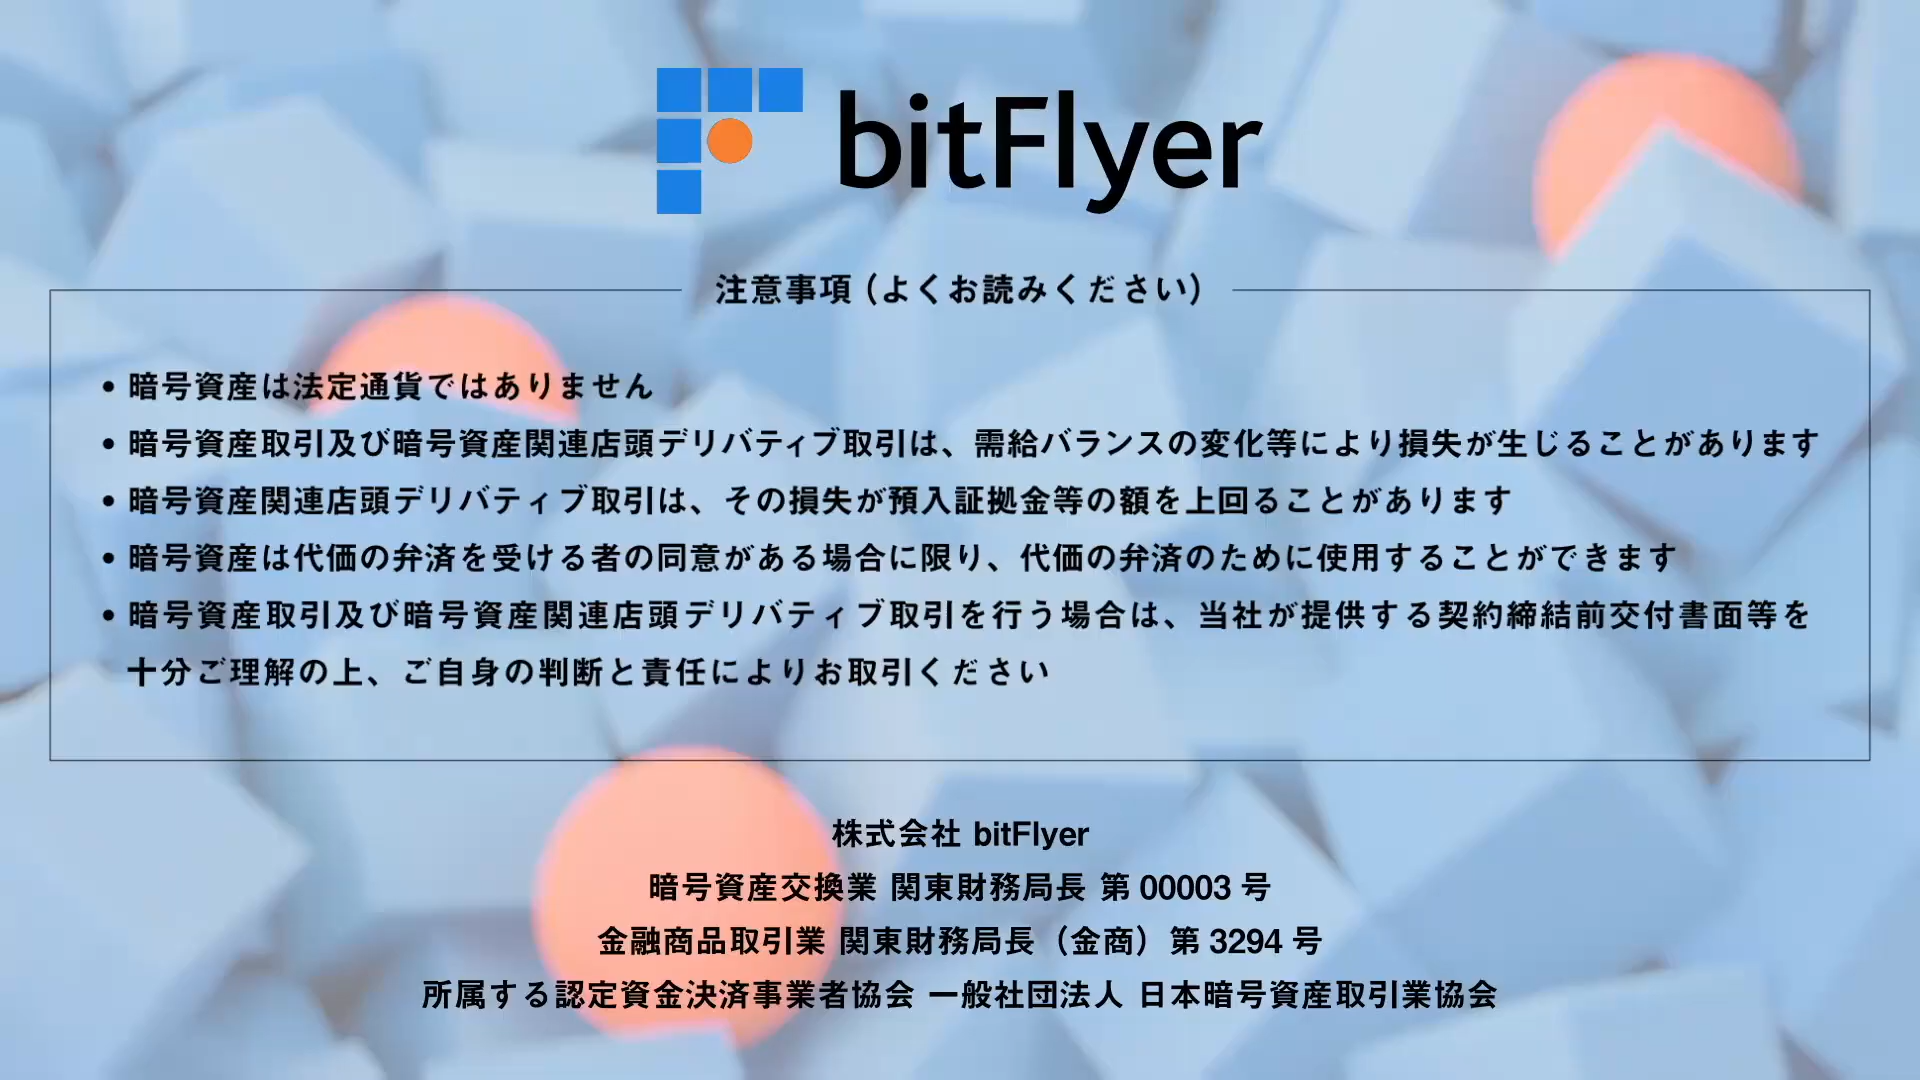 bitFlyer
注意事項(よくお読みください)
• 暗号資産は法定通貨ではありません
• 暗号資産取引及び暗号資産関連店頭デリバティブ取引は、需給バランスの変化等により損失が生じることがあります
• 暗号資産関連店頭デリバティブ取引は、その損失が預入証拠金等の額を上回ることがあります
• 暗号資産は代価の弁済を受ける者の同意がある場合に限り、代価の弁済のために使用することができます
• 暗号資産取引及び暗号資産関連店頭デリバティブ取引を行う場合は、当社が提供する契約締結前交付書面等を
十分ご理解の上、ご自身の判断と責任によりお取引ください
株式会社 bitFlyer
暗号資産交換業 関東財務局長 第 00003 号
金融商品取引業 関東財務局長（金商）第 3294 号
所属する認定資金決済事業者協会 一般社団法人 日本暗号資産取引業協会